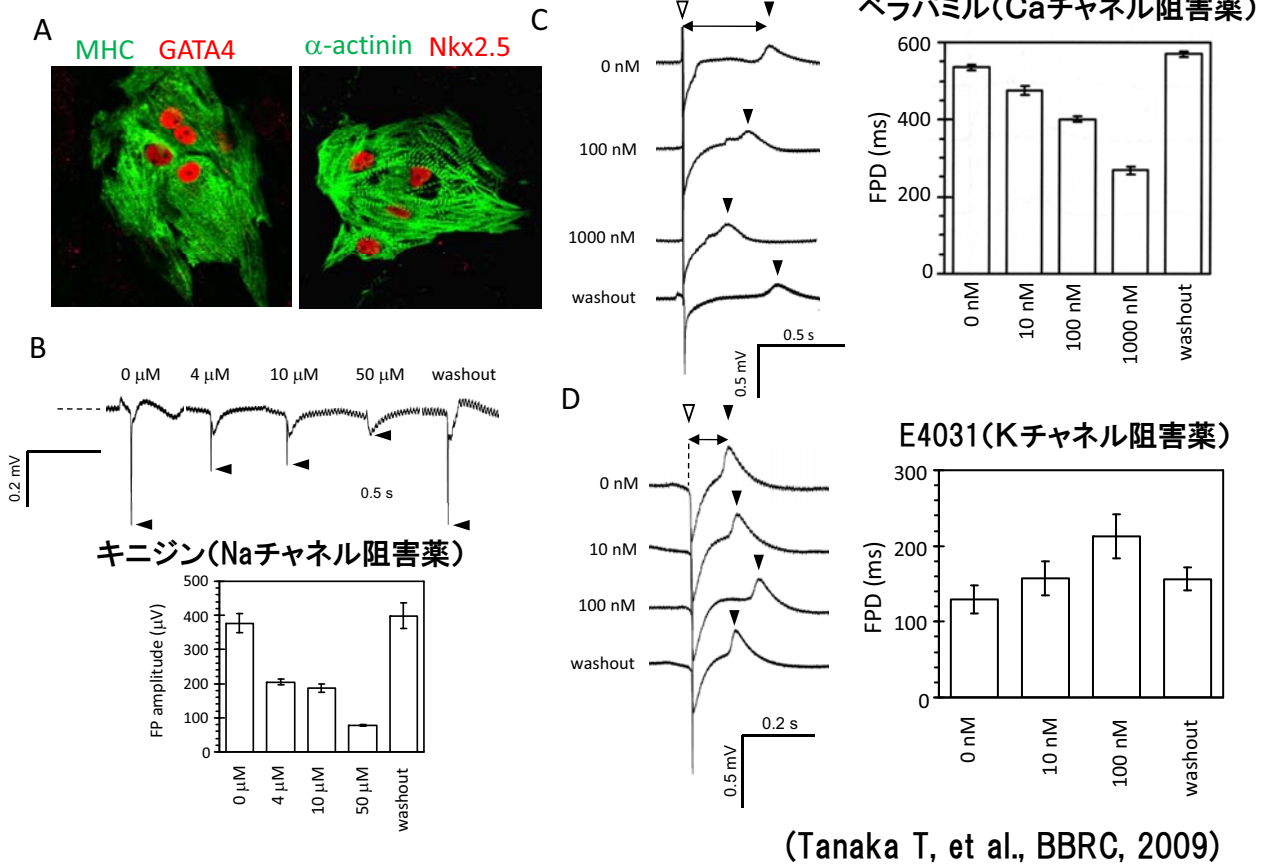 A
MHC GATA4
α-actinin Nkx2.5
B
0 μM 4 μM 10 μM 50 μM washout
0.2 mV
0.5 s
キニジン(Naチャネル阻害薬)
FP amplitude (μV)
500
400
300
200
100
0
0 μM
4 μM
10 μM
50 μM
washout
C
0 nM
100 nM
1000 nM
washout
0.5 s
0.5 mV
ベラパミル(Caチャネル阻害薬)
FPD (ms)
600
400
200
0
0 nM
10 nM
100 nM
1000 nM
washout
D
0 nM
10 nM
100 nM
washout
0.2 s
0.5 mV
E4031(Kチャネル阻害薬)
FPD (ms)
300
200
100
0
0 nM
10 nM
100 nM
washout
(Tanaka T, et al., BBRC, 2009)